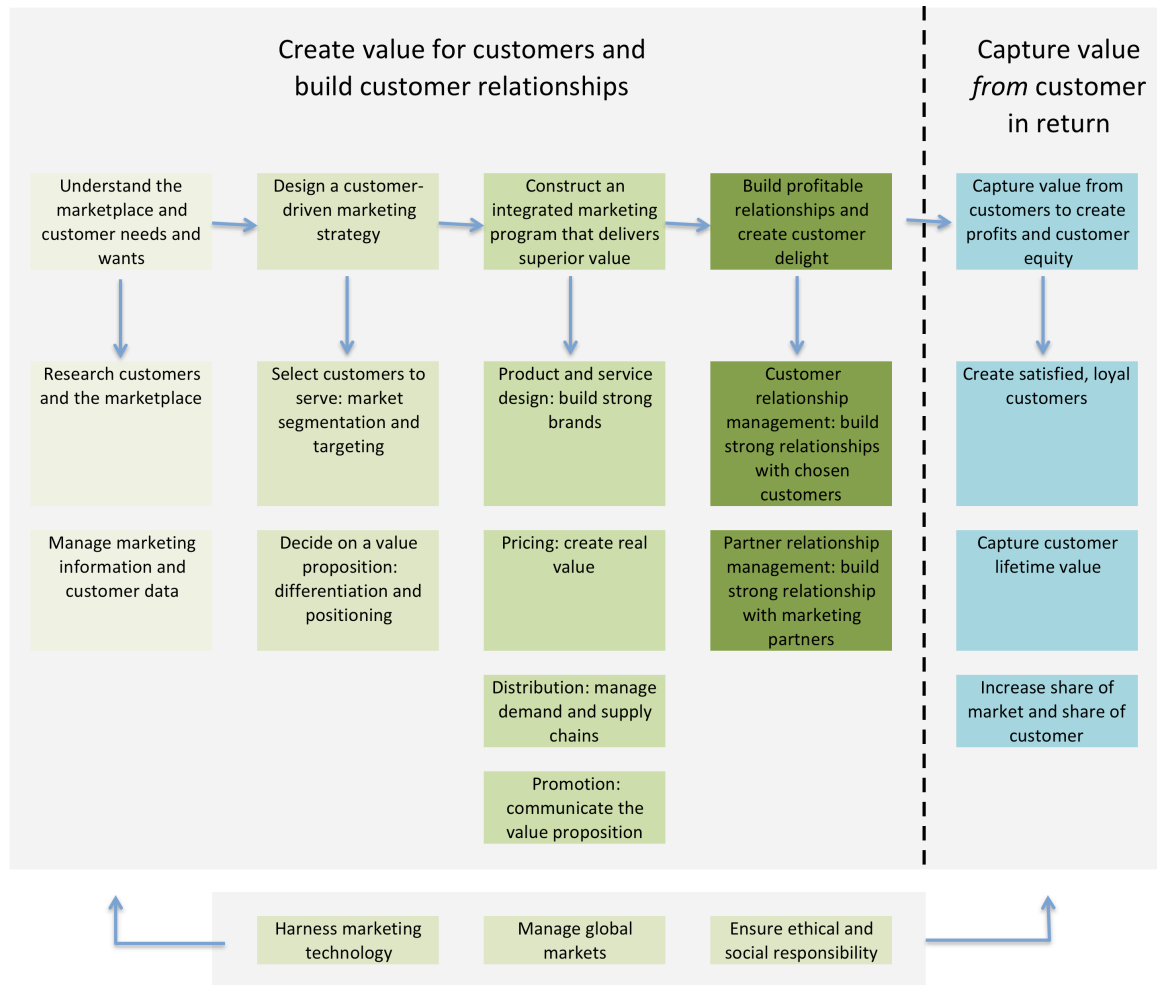 Create value for customers and
build customer relationships
Capture value
from customer
in return
Understand the
marketplace and
customer needs and
wants
Design a customer-
driven marketing
strategy
Construct an
integrated marketing
program that delivers
superior value
Build profitable
relationships and
create customer
delight
Capture value from
customers to create
profits and customer
equity
Research customers
and the marketplace
Select customers to
serve: market
segmentation and
targeting
Product and service
design: build strong
brands
Customer
relationship
management: build
strong relationships
with chosen
customers
Create satisfied, loyal
customers
Manage marketing
information and
customer data
Decide on a value
proposition:
differentiation and
positioning
Pricing: create real
value
Partner relationship
management: build
strong relationship
with marketing
partners
Capture customer
lifetime value
Distribution: manage
demand and supply
chains
Increase share of
market and share of
customer
Promotion:
communicate the
value proposition
Harness marketing
technology
Manage global
markets
Ensure ethical and
social responsibility